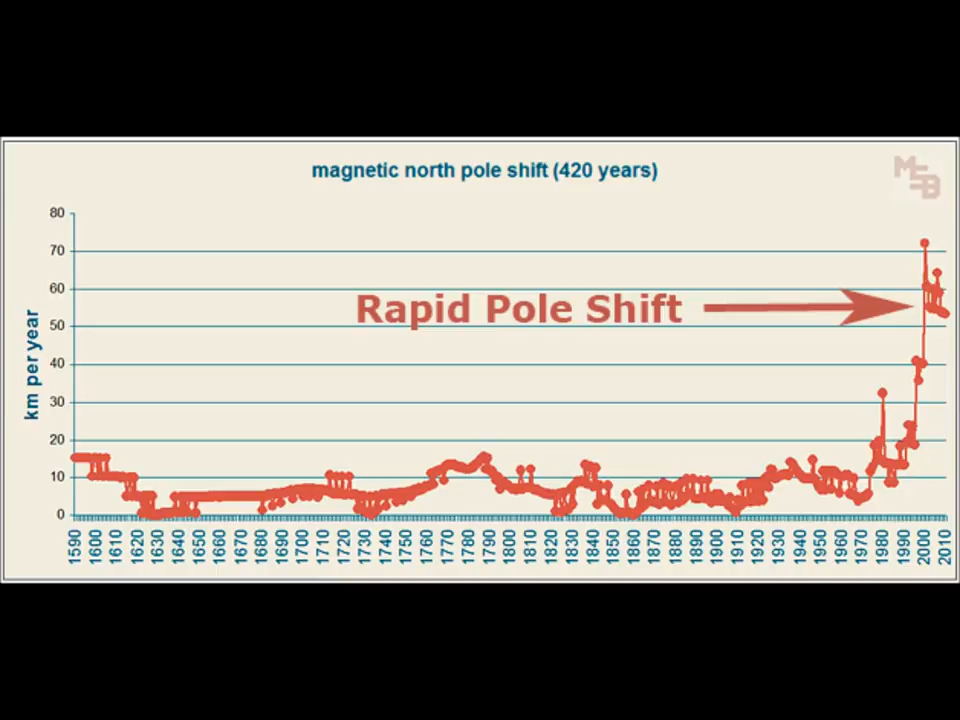 magnetic north pole shift (420 years)
MEB
80
70
60
50
40
30
20
10
0
km per year
Rapid Pole Shift
1590 1600 1610 1620 1630 1640 1650 1660 1670 1680 1690 1700 1710 1720 1730 1740 1750 1760 1770 1780 1790 1800 1810 1820 1830 1840 1850 1860 1870 1880 1890 1900 1910 1920 1930 1940 1950 1960 1970 1980 1990 2000 2010